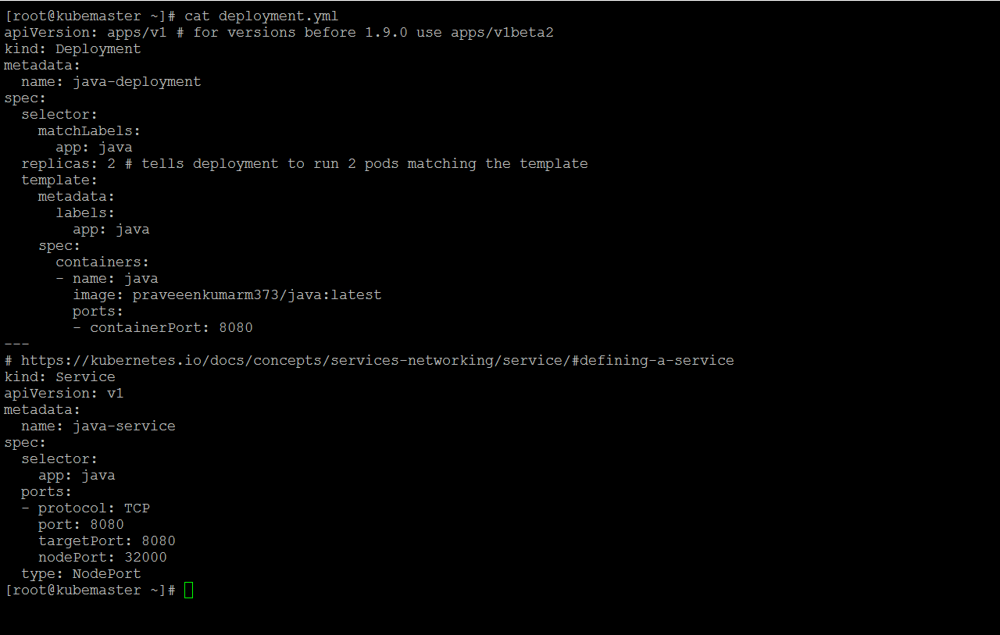 [root@kubemaster ~]# cat deployment.yml
apiVersion: apps/v1 # for versions before 1.9.0 use apps/v1beta2
kind: Deployment
metadata:
  name: java-deployment
spec:
  selector:
    matchLabels:
      app: java
  replicas: 2 # tells deployment to run 2 pods matching the template
  template:
    metadata:
      labels:
        app: java
    spec:
      containers:
      - name: java
        image: praveeenkumarm373/java:latest
        ports:
        - containerPort: 8080
---
# https://kubernetes.io/docs/concepts/services-networking/service/#defining-a-service
kind: Service
apiVersion: v1
metadata:
  name: java-service
spec:
  selector:
    app: java
  ports:
  - protocol: TCP
    port: 8080
    targetPort: 8080
    nodePort: 32000
  type: NodePort
[root@kubemaster ~]#